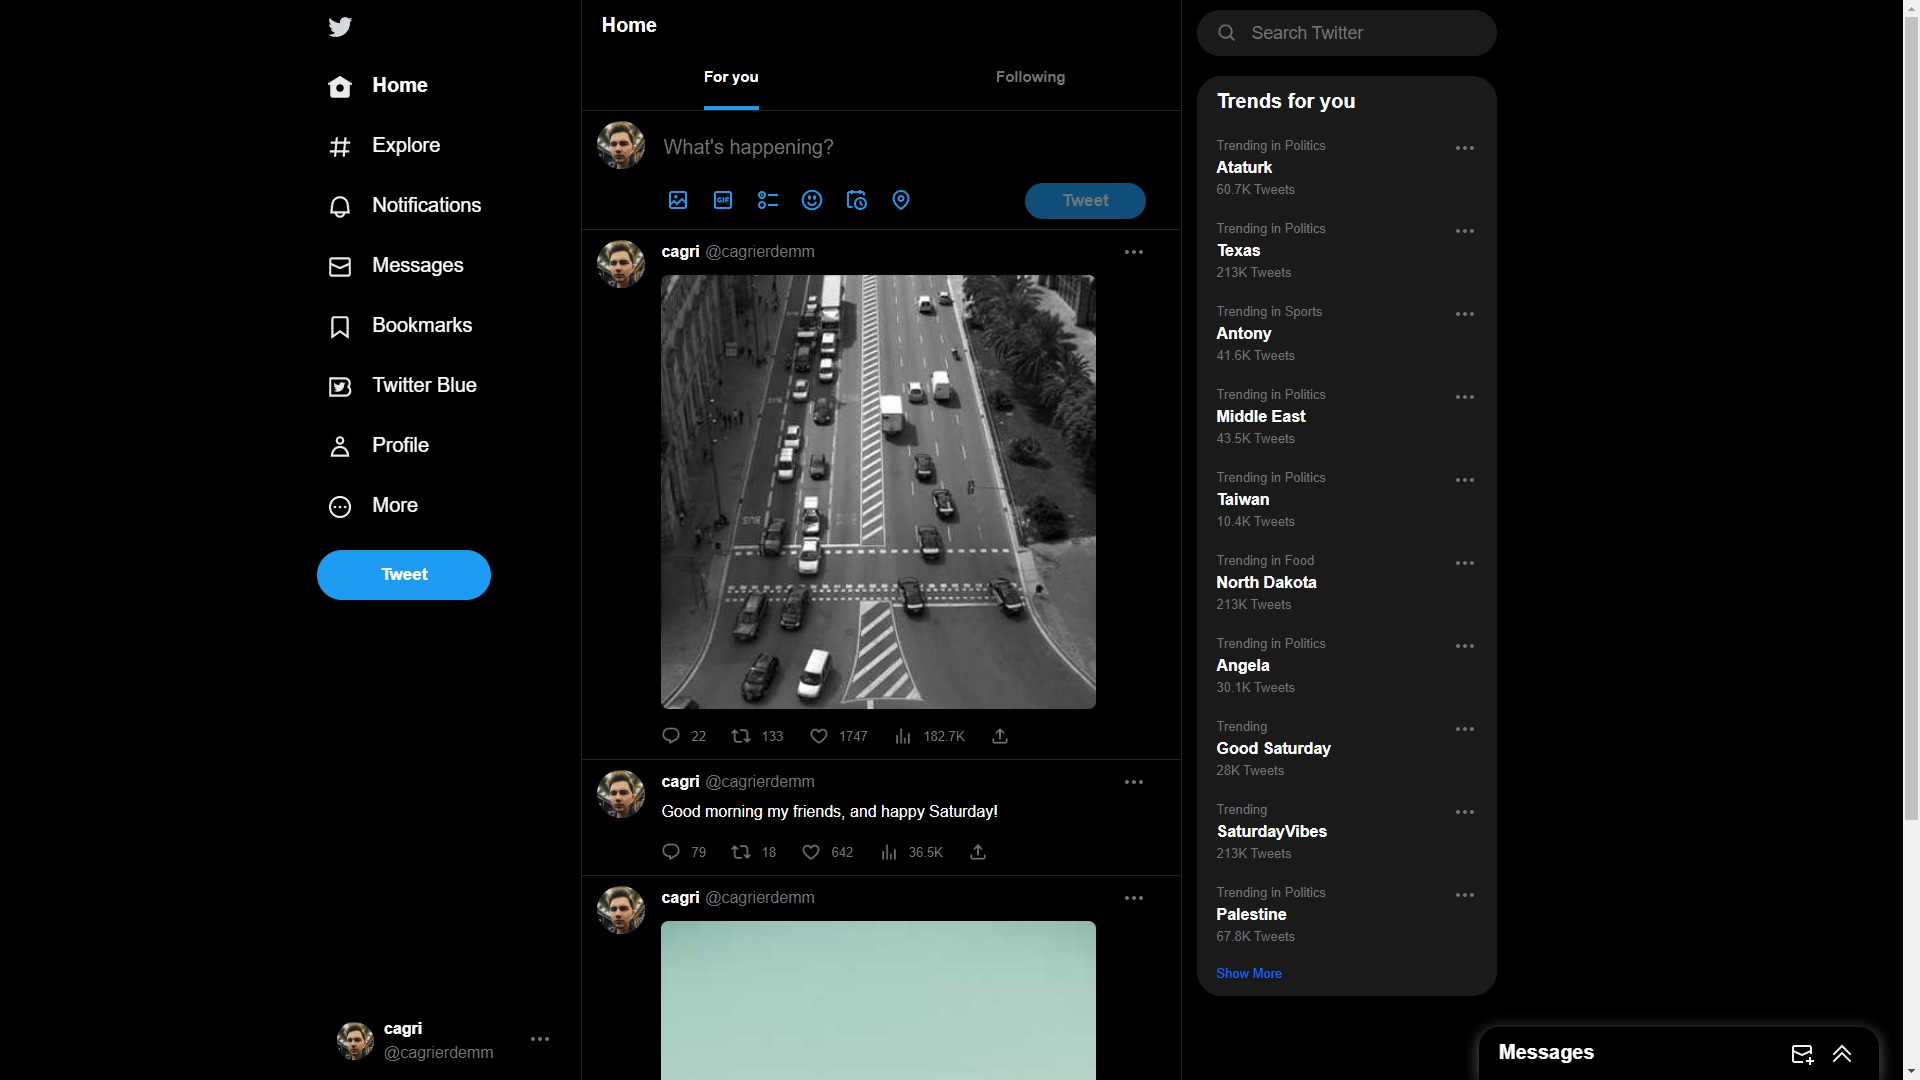 Home
Explore
Notifications
Messages
Bookmarks
Twitter Blue
Profile
More
Tweet
cagri
@cagrierdemm
Home
For you
Following
What's happening?
GIF
Tweet
cagri @cagrierdemm
BUS
22 133 1747 182.7K
cagri @cagrierdemm
Good morning my friends, and happy Saturday!
79 18 642 36.5K
cagri @cagrierdemm
Search Twitter
Trends for you
Trending in Politics
Ataturk
60.7K Tweets
Trending in Politics
Texas
213K Tweets
Trending in Sports
Antony
41.6K Tweets
Trending in Politics
Middle East
43.5K Tweets
Trending in Politics
Taiwan
10.4K Tweets
Trending in Food
North Dakota
213K Tweets
Trending in Politics
Angela
30.1K Tweets
Trending
Good Saturday
28K Tweets
Trending
SaturdayVibes
213K Tweets
Trending in Politics
Palestine
67.8K Tweets
Show More
Messages